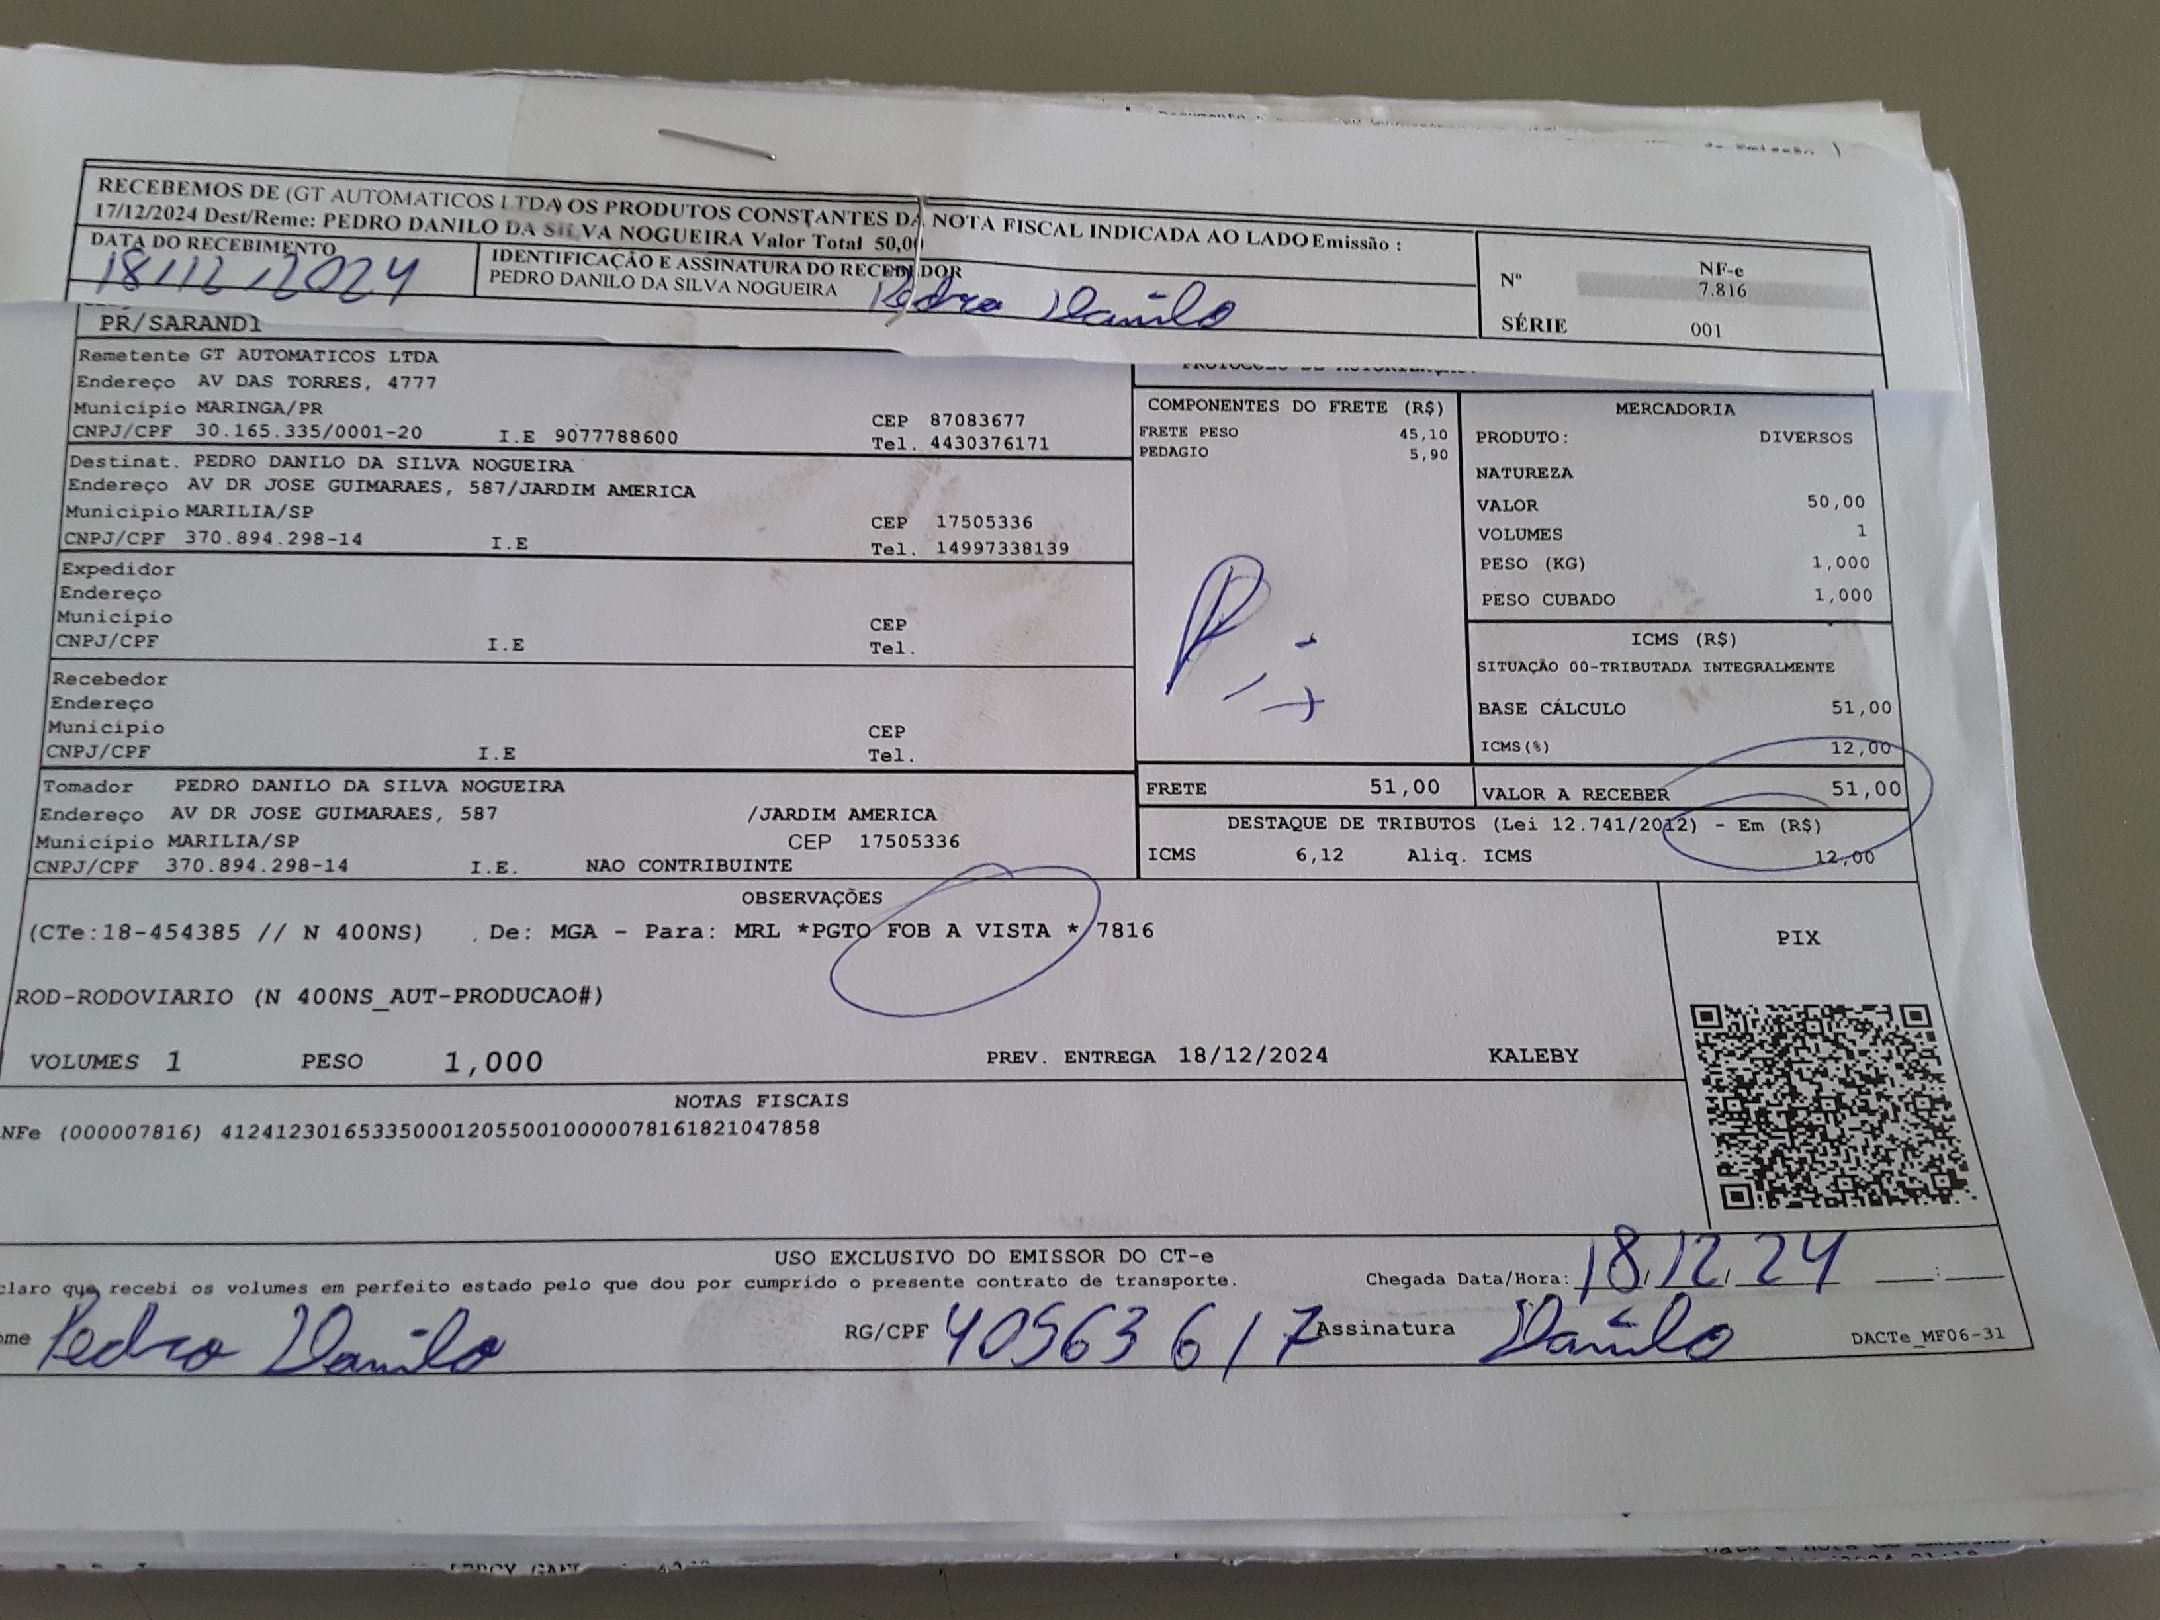 RECEBEMOS DE (GT AUTOMATICOS LTDA) OS PRODUTOS CONSTANTES DA NOTA FISCAL INDICADA AO LADO Emissão :
17/12/2024 Dest/Reme: PEDRO DANILO DA SILVA NOGUEIRA Valor Total 50,00
DATA DO RECEBIMENTO
18/12/2024
IDENTIFICAÇÃO E ASSINATURA DO RECEBEDOR
PEDRO DANILO DA SILVA NOGUEIRA Pedro Danilo
NF-e
Nº 7.816
SÉRIE 001
PR/SARANDI
Remetente GT AUTOMATICOS LTDA
Endereço AV DAS TORRES, 4777
Município MARINGA/PR CEP 87083677
CNPJ/CPF 30.165.335/0001-20 I.E 9077788600 Tel. 4430376171
Destinat. PEDRO DANILO DA SILVA NOGUEIRA
Endereço AV DR JOSE GUIMARAES, 587/JARDIM AMERICA
Município MARILIA/SP CEP 17505336
CNPJ/CPF 370.894.298-14 I.E Tel. 14997338139
Expedidor
Endereço
Município CEP
CNPJ/CPF I.E Tel.
Recebedor
Endereço
Município CEP
CNPJ/CPF I.E Tel.
Tomador PEDRO DANILO DA SILVA NOGUEIRA
Endereço AV DR JOSE GUIMARAES, 587 /JARDIM AMERICA
Município MARILIA/SP CEP 17505336
CNPJ/CPF 370.894.298-14 I.E. NAO CONTRIBUINTE
COMPONENTES DO FRETE (R$)
FRETE PESO 45,10
PEDAGIO 5,90
Pix
MERCADORIA
PRODUTO: DIVERSOS
NATUREZA
VALOR 50,00
VOLUMES 1
PESO (KG) 1,000
PESO CUBADO 1,000
ICMS (R$)
SITUAÇÃO 00-TRIBUTADA INTEGRALMENTE
BASE CÁLCULO 51,00
ICMS(%) 12,00
FRETE 51,00 VALOR A RECEBER 51,00
DESTAQUE DE TRIBUTOS (Lei 12.741/2012) - Em (R$)
ICMS 6,12 Aliq. ICMS 12,00
OBSERVAÇÕES
(CTe:18-454385 // N 400NS) . De: MGA - Para: MRL *PGTO FOB A VISTA * 7816
PIX
ROD-RODOVIARIO (N 400NS_AUT-PRODUCAO#)
VOLUMES 1 PESO 1,000 PREV. ENTREGA 18/12/2024 KALEBY
NOTAS FISCAIS
NFe (000007816) 41241230165335000120550010000078161821047858
USO EXCLUSIVO DO EMISSOR DO CT-e
claro que recebi os volumes em perfeito estado pelo que dou por cumprido o presente contrato de transporte. Chegada Data/Hora: 18/12/24 :
ome Pedro Danilo RG/CPF 40563617 Assinatura Danilo DACTe_MF06-31